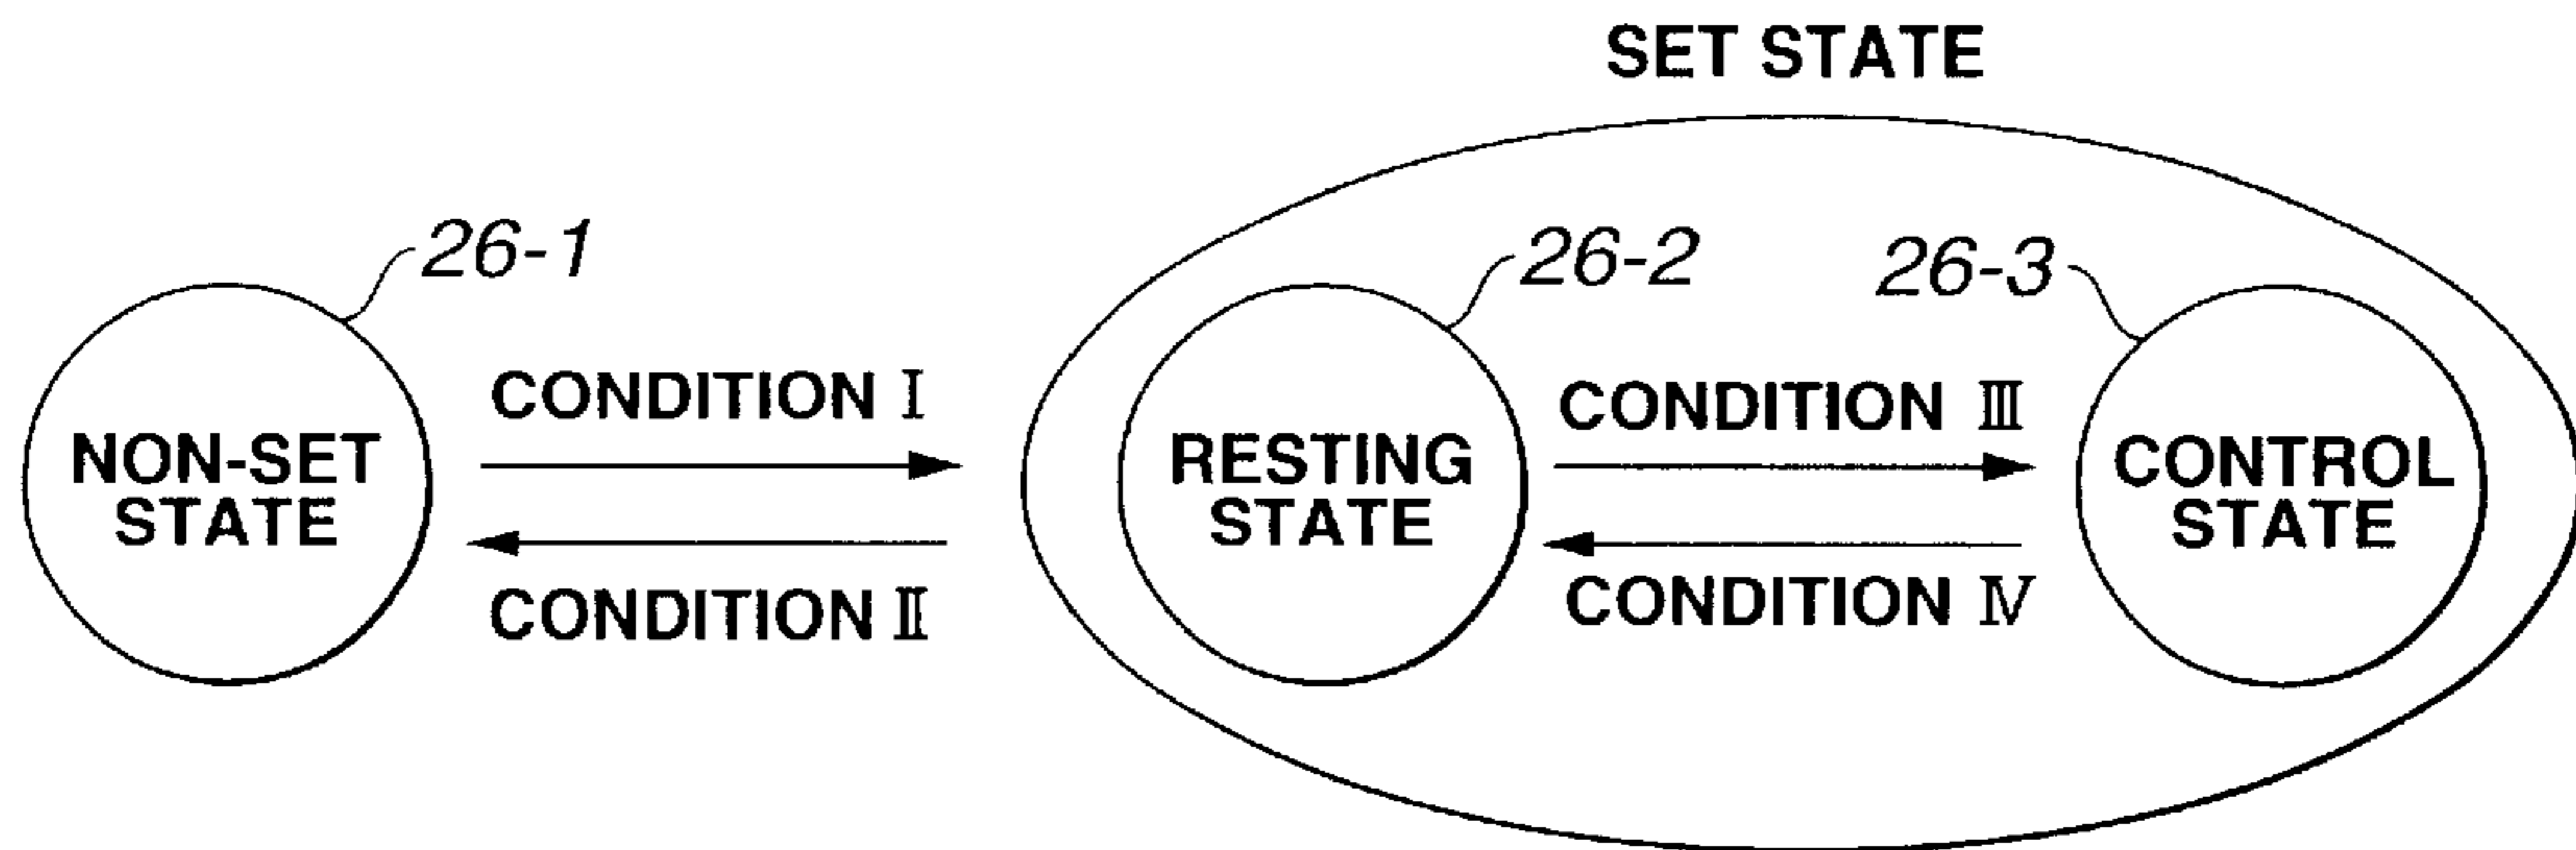 SET STATE
26-1
26-2
26-3
CONDITION I
CONDITION III
NON-SET
STATE
RESTING
STATE
CONTROL
STATE
CONDITION II
CONDITION IV